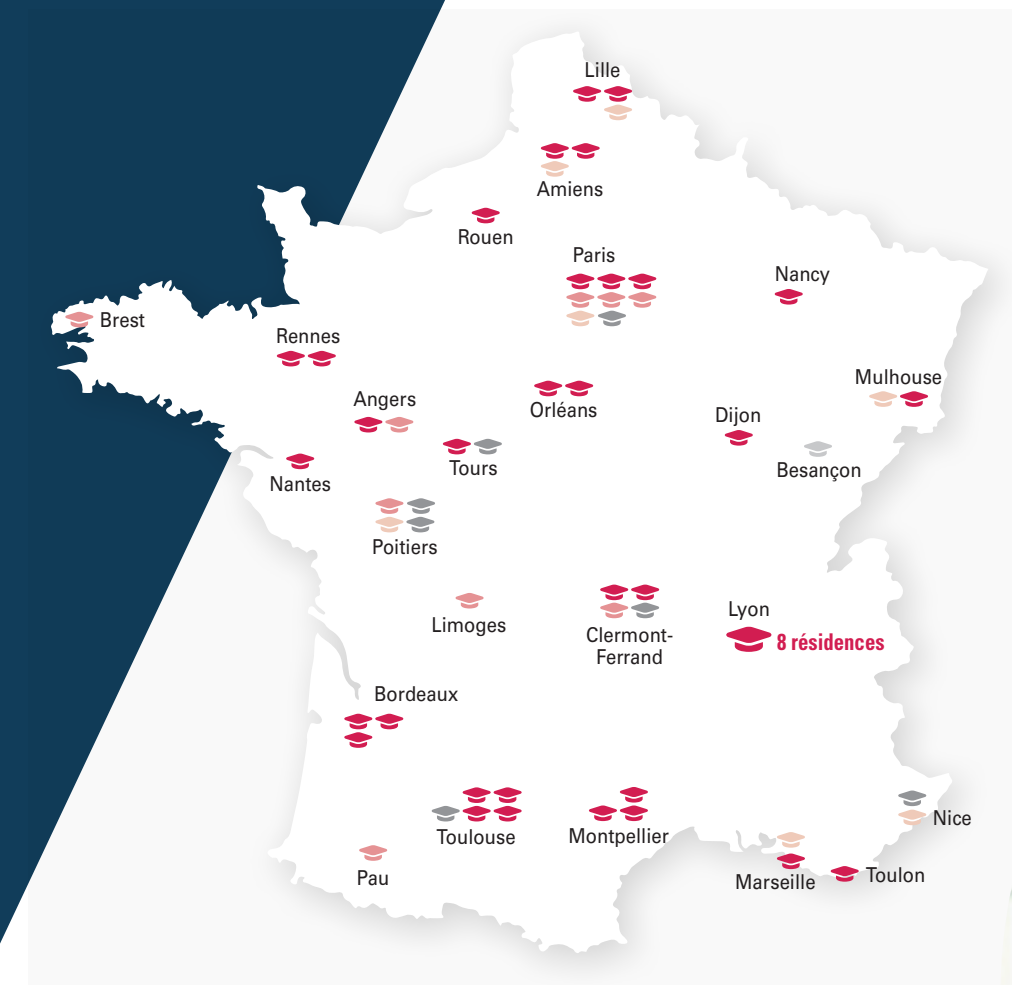 Lille
Amiens
Rouen
Paris
Nancy
Brest
Rennes
Mulhouse
Angers
Orléans
Dijon
Tours
Besançon
Nantes
Poitiers
Limoges
Lyon
Clermont-
Ferrand
8 résidences
Bordeaux
Toulouse
Montpellier
Nice
Pau
Marseille
Toulon